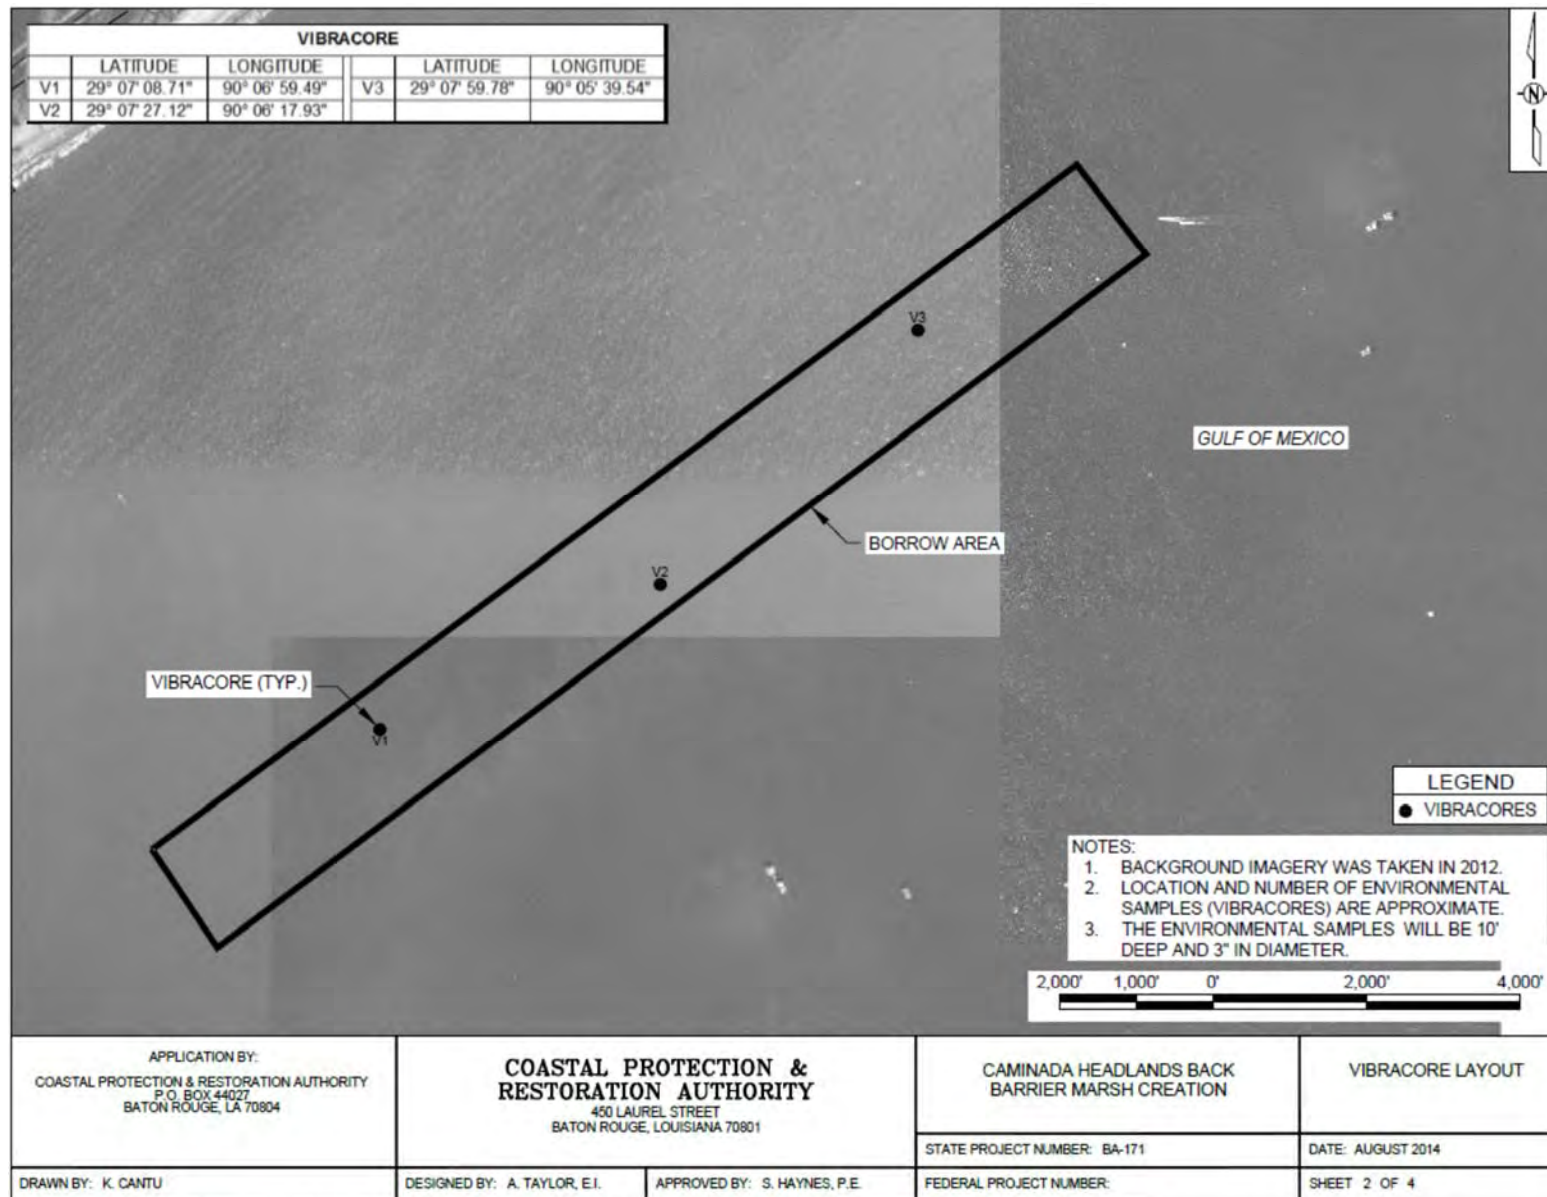 VIBRACORE
LATITUDE LONGITUDE LATITUDE LONGITUDE
V1 29° 07' 08.71" 90° 06' 59.49" V3 29° 07' 59.78" 90° 05' 39.54"
V2 29° 07' 27.12" 90° 06' 17.93"
N
V3
GULF OF MEXICO
BORROW AREA
V2
VIBRACORE (TYP.)
V1
LEGEND
VIBRACORES
NOTES:
1. BACKGROUND IMAGERY WAS TAKEN IN 2012.
2. LOCATION AND NUMBER OF ENVIRONMENTAL
SAMPLES (VIBRACORES) ARE APPROXIMATE.
3. THE ENVIRONMENTAL SAMPLES WILL BE 10'
DEEP AND 3" IN DIAMETER.
2,000' 1,000' 0' 2,000' 4,000'
APPLICATION BY:
COASTAL PROTECTION & RESTORATION AUTHORITY
P.O. BOX 44027
BATON ROUGE, LA 70804
COASTAL PROTECTION &
RESTORATION AUTHORITY
450 LAUREL STREET
BATON ROUGE, LOUISIANA 70801
CAMINADA HEADLANDS BACK
BARRIER MARSH CREATION
VIBRACORE LAYOUT
STATE PROJECT NUMBER: BA-171
DATE: AUGUST 2014
DRAWN BY: K. CANTU
DESIGNED BY: A. TAYLOR, E.I.
APPROVED BY: S. HAYNES, P.E.
FEDERAL PROJECT NUMBER:
SHEET 2 OF 4